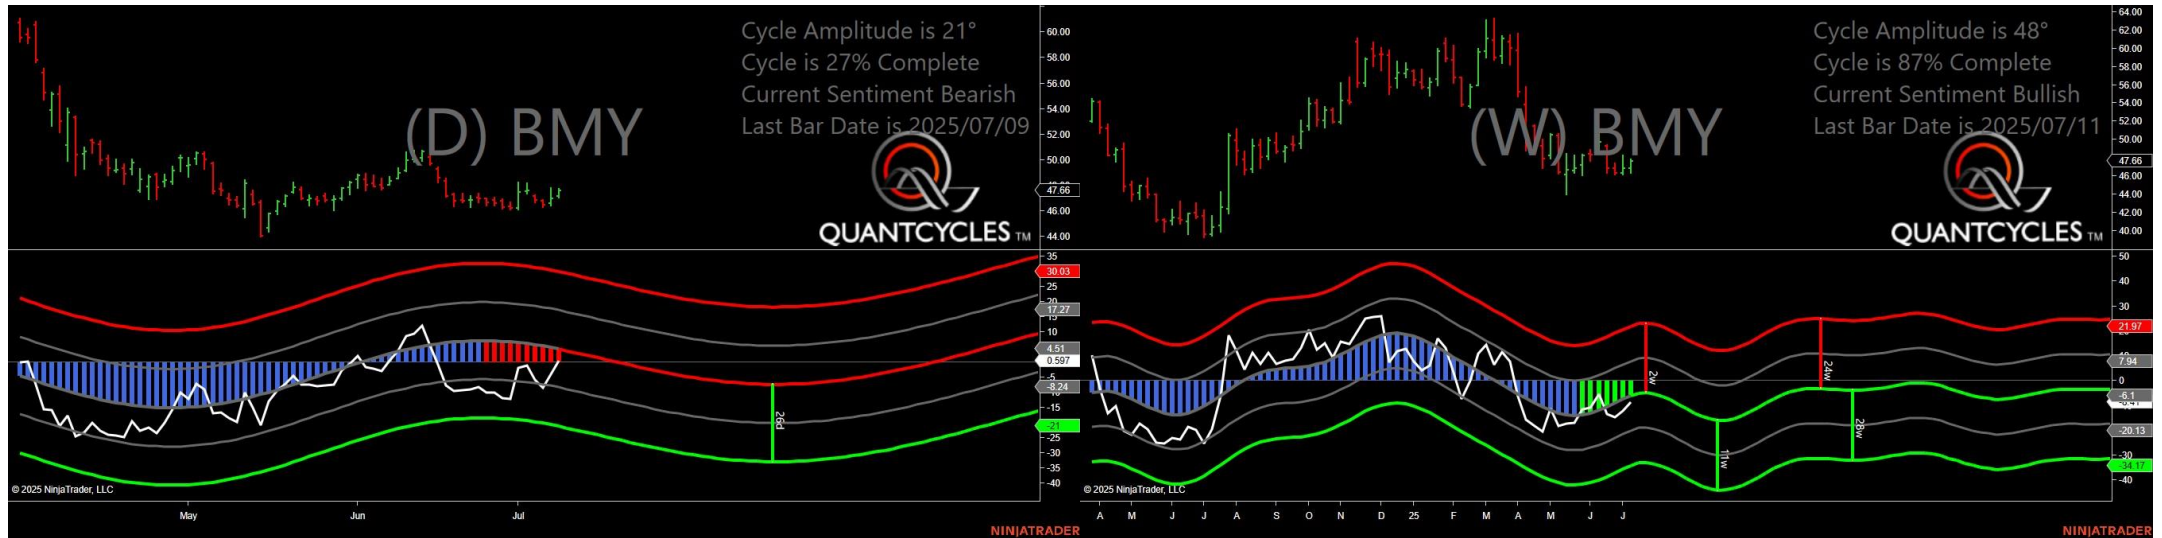 Cycle Amplitude is 21°
Cycle is 27% Complete
Current Sentiment Bearish
Last Bar Date is 2025/07/09
(D) BMY
QUANTCYCLES TM
60.00
58.00
56.00
54.00
52.00
50.00
47.66
46.00
44.00
35
30.03
25
20
17.27
15
10
4.51
0.597
-5
-8.24
-15
-21
-25
-30
-35
-40
26d
© 2025 NinjaTrader, LLC
May Jun Jul
NINJATRADER
Cycle Amplitude is 48°
Cycle is 87% Complete
Current Sentiment Bullish
Last Bar Date is 2025/07/11
(W) BMY
QUANTCYCLES TM
64.00
62.00
60.00
58.00
56.00
54.00
52.00
50.00
47.66
46.00
44.00
42.00
40.00
50
40
30
21.97
7.94
0
-6.1
-20.13
-30
-34.17
-40
2w
11w
24w
28w
© 2025 NinjaTrader, LLC
A M J J A S O N D 25 F M A M J J
NINJATRADER